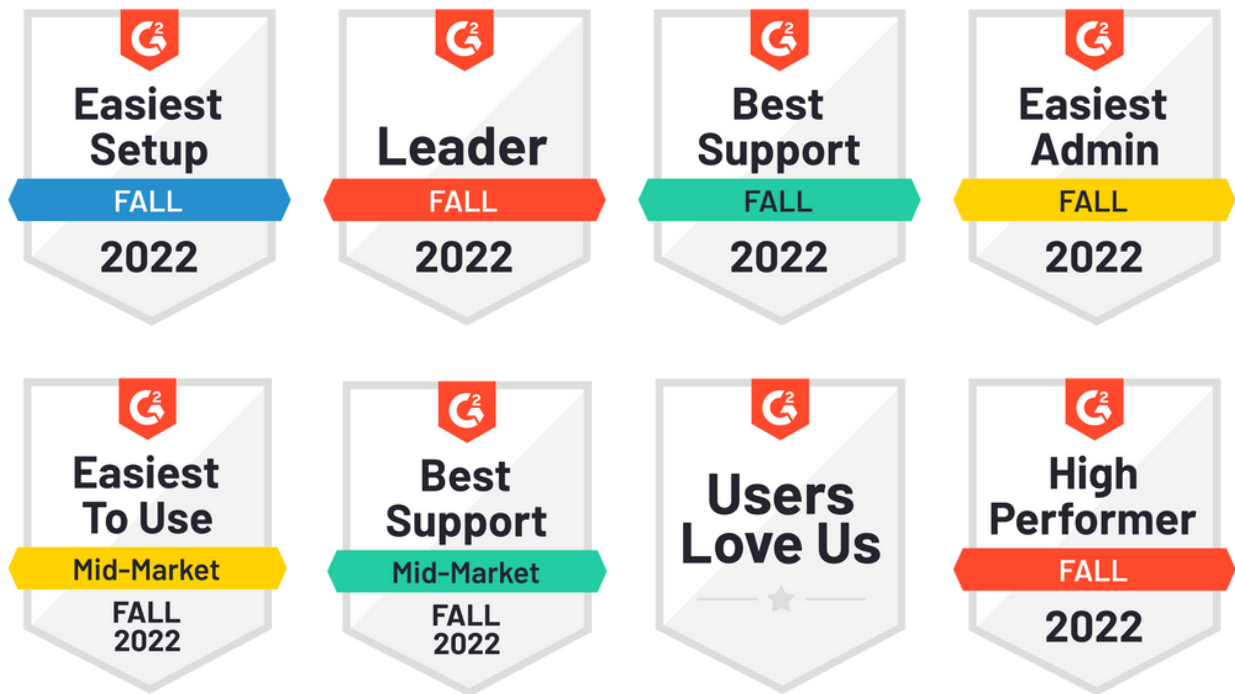 G2
Easiest
Setup
FALL
2022
G2
Leader
FALL
2022
G2
Best
Support
FALL
2022
G2
Easiest
Admin
FALL
2022
G2
Easiest
To Use
Mid-Market
FALL
2022
G2
Best
Support
Mid-Market
FALL
2022
G2
Users
Love Us
G2
High
Performer
FALL
2022